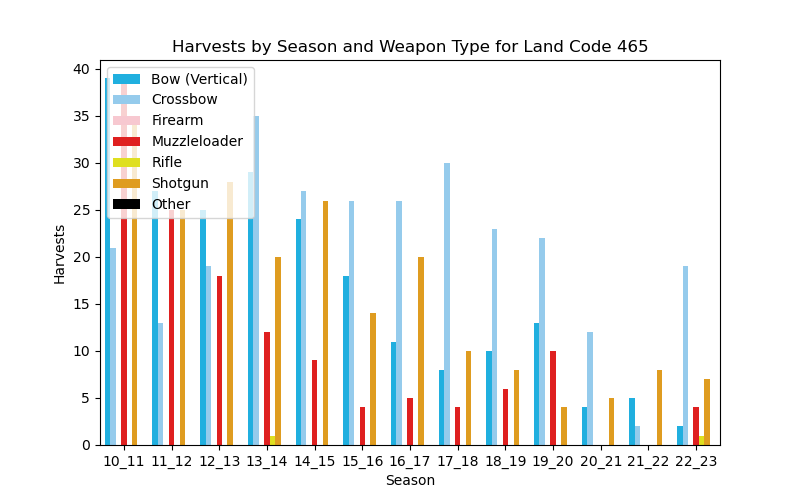 Harvests by Season and Weapon Type for Land Code 465
40
35
30
25
20
15
10
5
0
Harvests
Bow (Vertical)
Crossbow
Firearm
Muzzleloader
Rifle
Shotgun
Other
10_11 11_12 12_13 13_14 14_15 15_16 16_17 17_18 18_19 19_20 20_21 21_22 22_23
Season